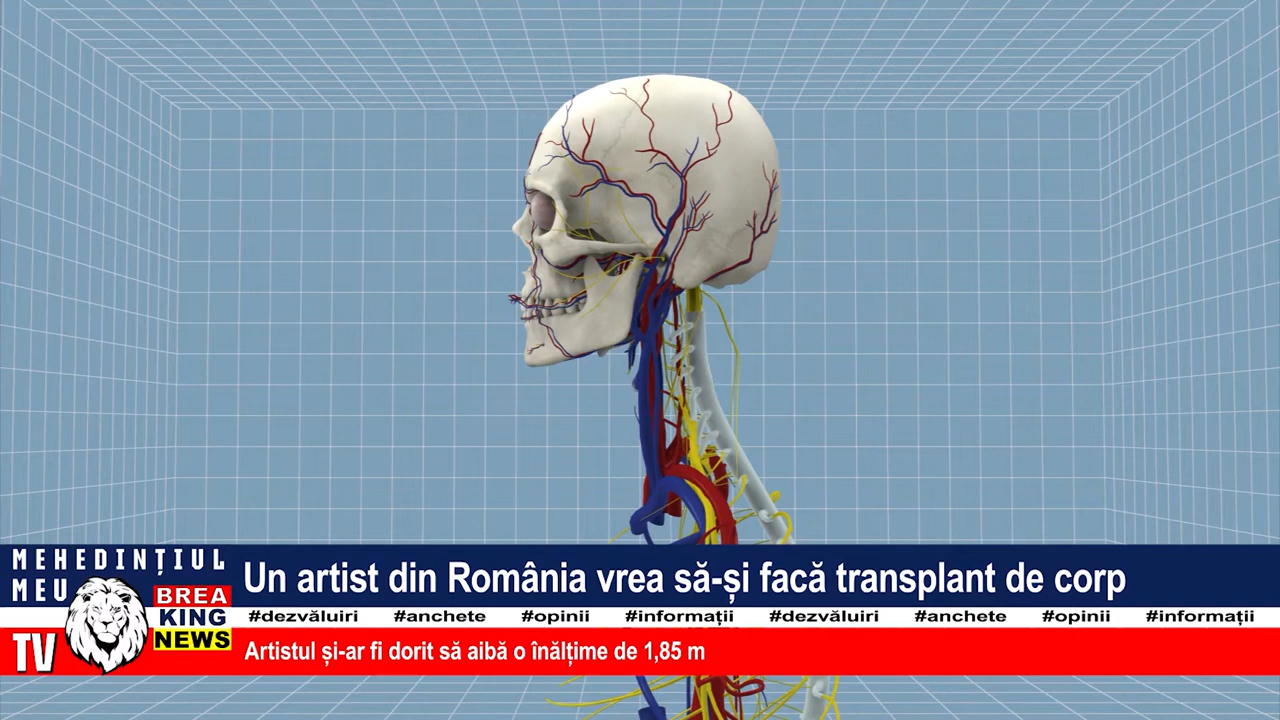 MEHEDINȚIUL
MEU
TV
BREA
KING
NEWS
Un artist din România vrea să-și facă transplant de corp
#dezvăluiri #anchete #opinii #informații #dezvăluiri #anchete #opinii #informații
Artistul și-ar fi dorit să aibă o înălțime de 1,85 m